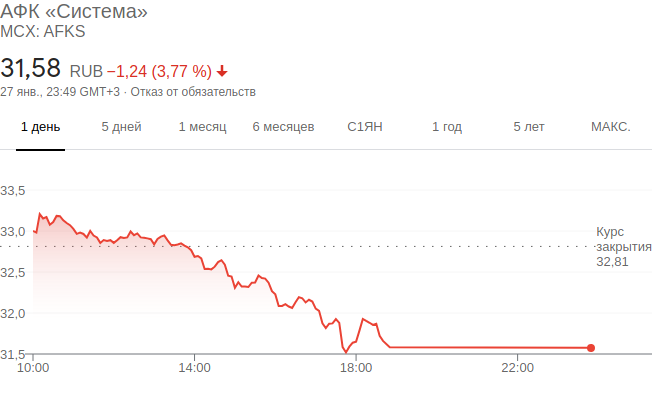 АФК «Система»
MCX: AFKS
31,58 RUB −1,24 (3,77 %)
27 янв., 23:49 GMT+3 · Отказ от обязательств
1 день 5 дней 1 месяц 6 месяцев С1ЯН 1 год 5 лет МАКС.
33,5
33,0
Курс
закрытия
32,81
32,5
32,0
31,5
10:00 14:00 18:00 22:00